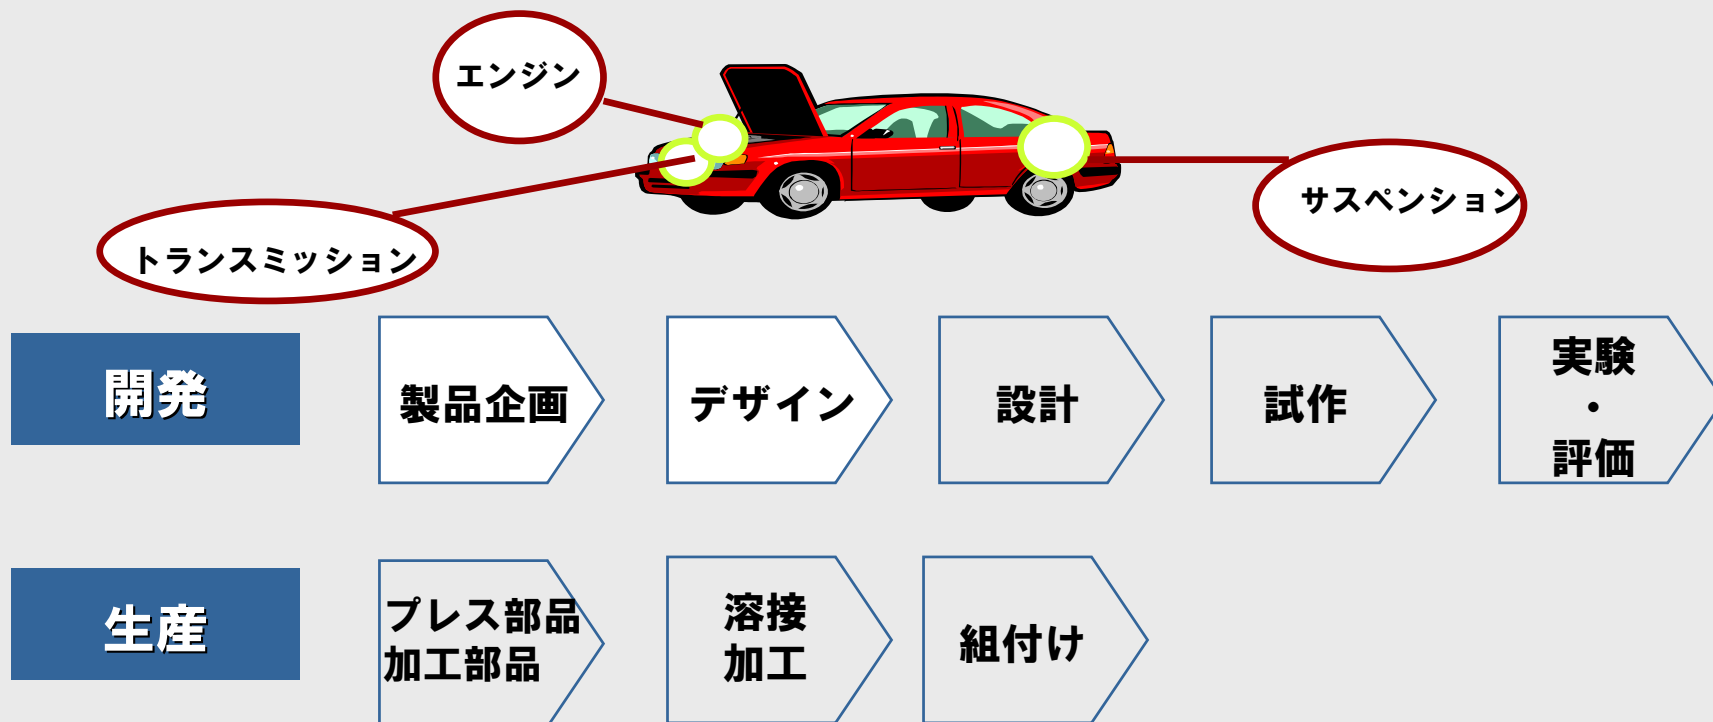 エンジン
サスペンション
トランスミッション
開発
製品企画
デザイン
設計
試作
実験
・
評価
生産
プレス部品
加工部品
溶接
加工
組付け